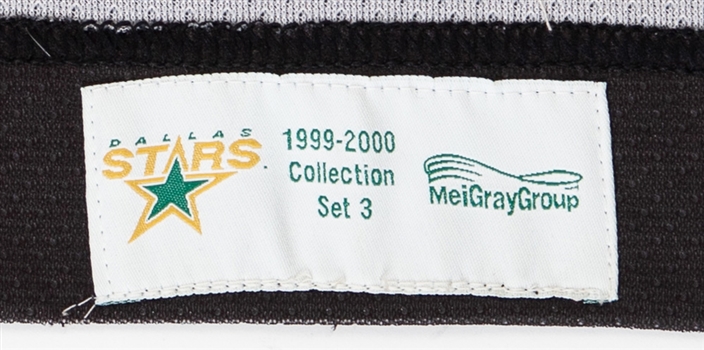 DALLAS
STARS
1999-2000
Collection
Set 3
MeiGrayGroup